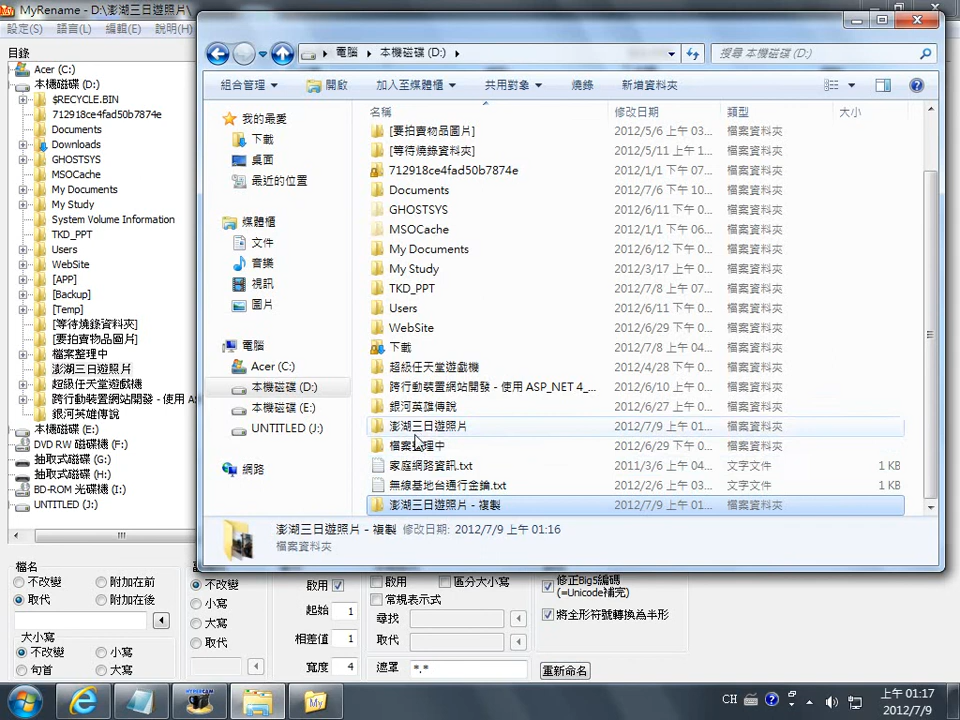 MyRename - D:\澎湖三日遊照片\
設定(S) 語言(L) 編輯(E) 說明(H)
目錄
Acer (C:)
本機磁碟 (D:)
$RECYCLE.BIN
712918ce4fad50b7874e
Documents
Downloads
GHOSTSYS
MSOCache
My Documents
My Study
System Volume Information
TKD_PPT
Users
WebSite
[APP]
[Backup]
[Temp]
[等待燒錄資料夾]
[要拍賣物品圖片]
檔案整理中
澎湖三日遊照片
超級任天堂遊戲機
跨行動裝置網站開發 - 使用 A
銀河英雄傳說
本機磁碟 (E:)
DVD RW 磁碟機 (F:)
抽取式磁碟 (G:)
抽取式磁碟 (H:)
BD-ROM 光碟機 (I:)
UNTITLED (J:)
電腦 本機磁碟 (D:)
搜尋 本機磁碟 (D:)
組合管理 開啟 加入至媒體櫃 共用對象 燒錄 新增資料夾
我的最愛
下載
桌面
最近的位置
媒體櫃
文件
音樂
視訊
圖片
電腦
Acer (C:)
本機磁碟 (D:)
本機磁碟 (E:)
UNTITLED (J:)
網路
名稱 修改日期 類型 大小
[要拍賣物品圖片] 2012/5/6 上午 03... 檔案資料夾
[等待燒錄資料夾] 2012/5/11 上午 1... 檔案資料夾
712918ce4fad50b7874e 2012/1/1 下午 07... 檔案資料夾
Documents 2012/7/6 下午 10... 檔案資料夾
GHOSTSYS 2012/6/11 下午 0... 檔案資料夾
MSOCache 2012/1/1 下午 06... 檔案資料夾
My Documents 2012/6/12 下午 0... 檔案資料夾
My Study 2012/3/17 上午 0... 檔案資料夾
TKD_PPT 2012/7/8 下午 07... 檔案資料夾
Users 2012/6/11 下午 0... 檔案資料夾
WebSite 2012/6/29 下午 0... 檔案資料夾
下載 2012/7/8 下午 04... 檔案資料夾
超級任天堂遊戲機 2012/4/28 下午 0... 檔案資料夾
跨行動裝置網站開發 - 使用 ASP_NET 4_... 2012/6/10 上午 0... 檔案資料夾
銀河英雄傳說 2012/6/27 上午 0... 檔案資料夾
澎湖三日遊照片 2012/7/9 上午 01... 檔案資料夾
檔案整理中 2012/6/29 下午 0... 檔案資料夾
家庭網路資訊.txt 2011/3/6 上午 04... 文字文件 1 KB
無線基地台通行金鑰.txt 2012/2/6 上午 03... 文字文件 1 KB
澎湖三日遊照片 - 複製 2012/7/9 上午 01... 檔案資料夾
澎湖三日遊照片 - 複製 修改日期: 2012/7/9 上午 01:16
檔案資料夾
檔名
不改變 附加在前
取代 附加在後
大小寫
不改變 小寫
句首 大寫
不改變
小寫
大寫
取代
啟用
起始 1
相差值 1
寬度 4
啟用 區分大小寫
常規表示式
尋找
取代
遮罩 *.*
修正Big5編碼
(=Unicode補完)
將全形符號轉換為半形
重新命名
HYPERCAM
My
CH
上午 01:17
2012/7/9